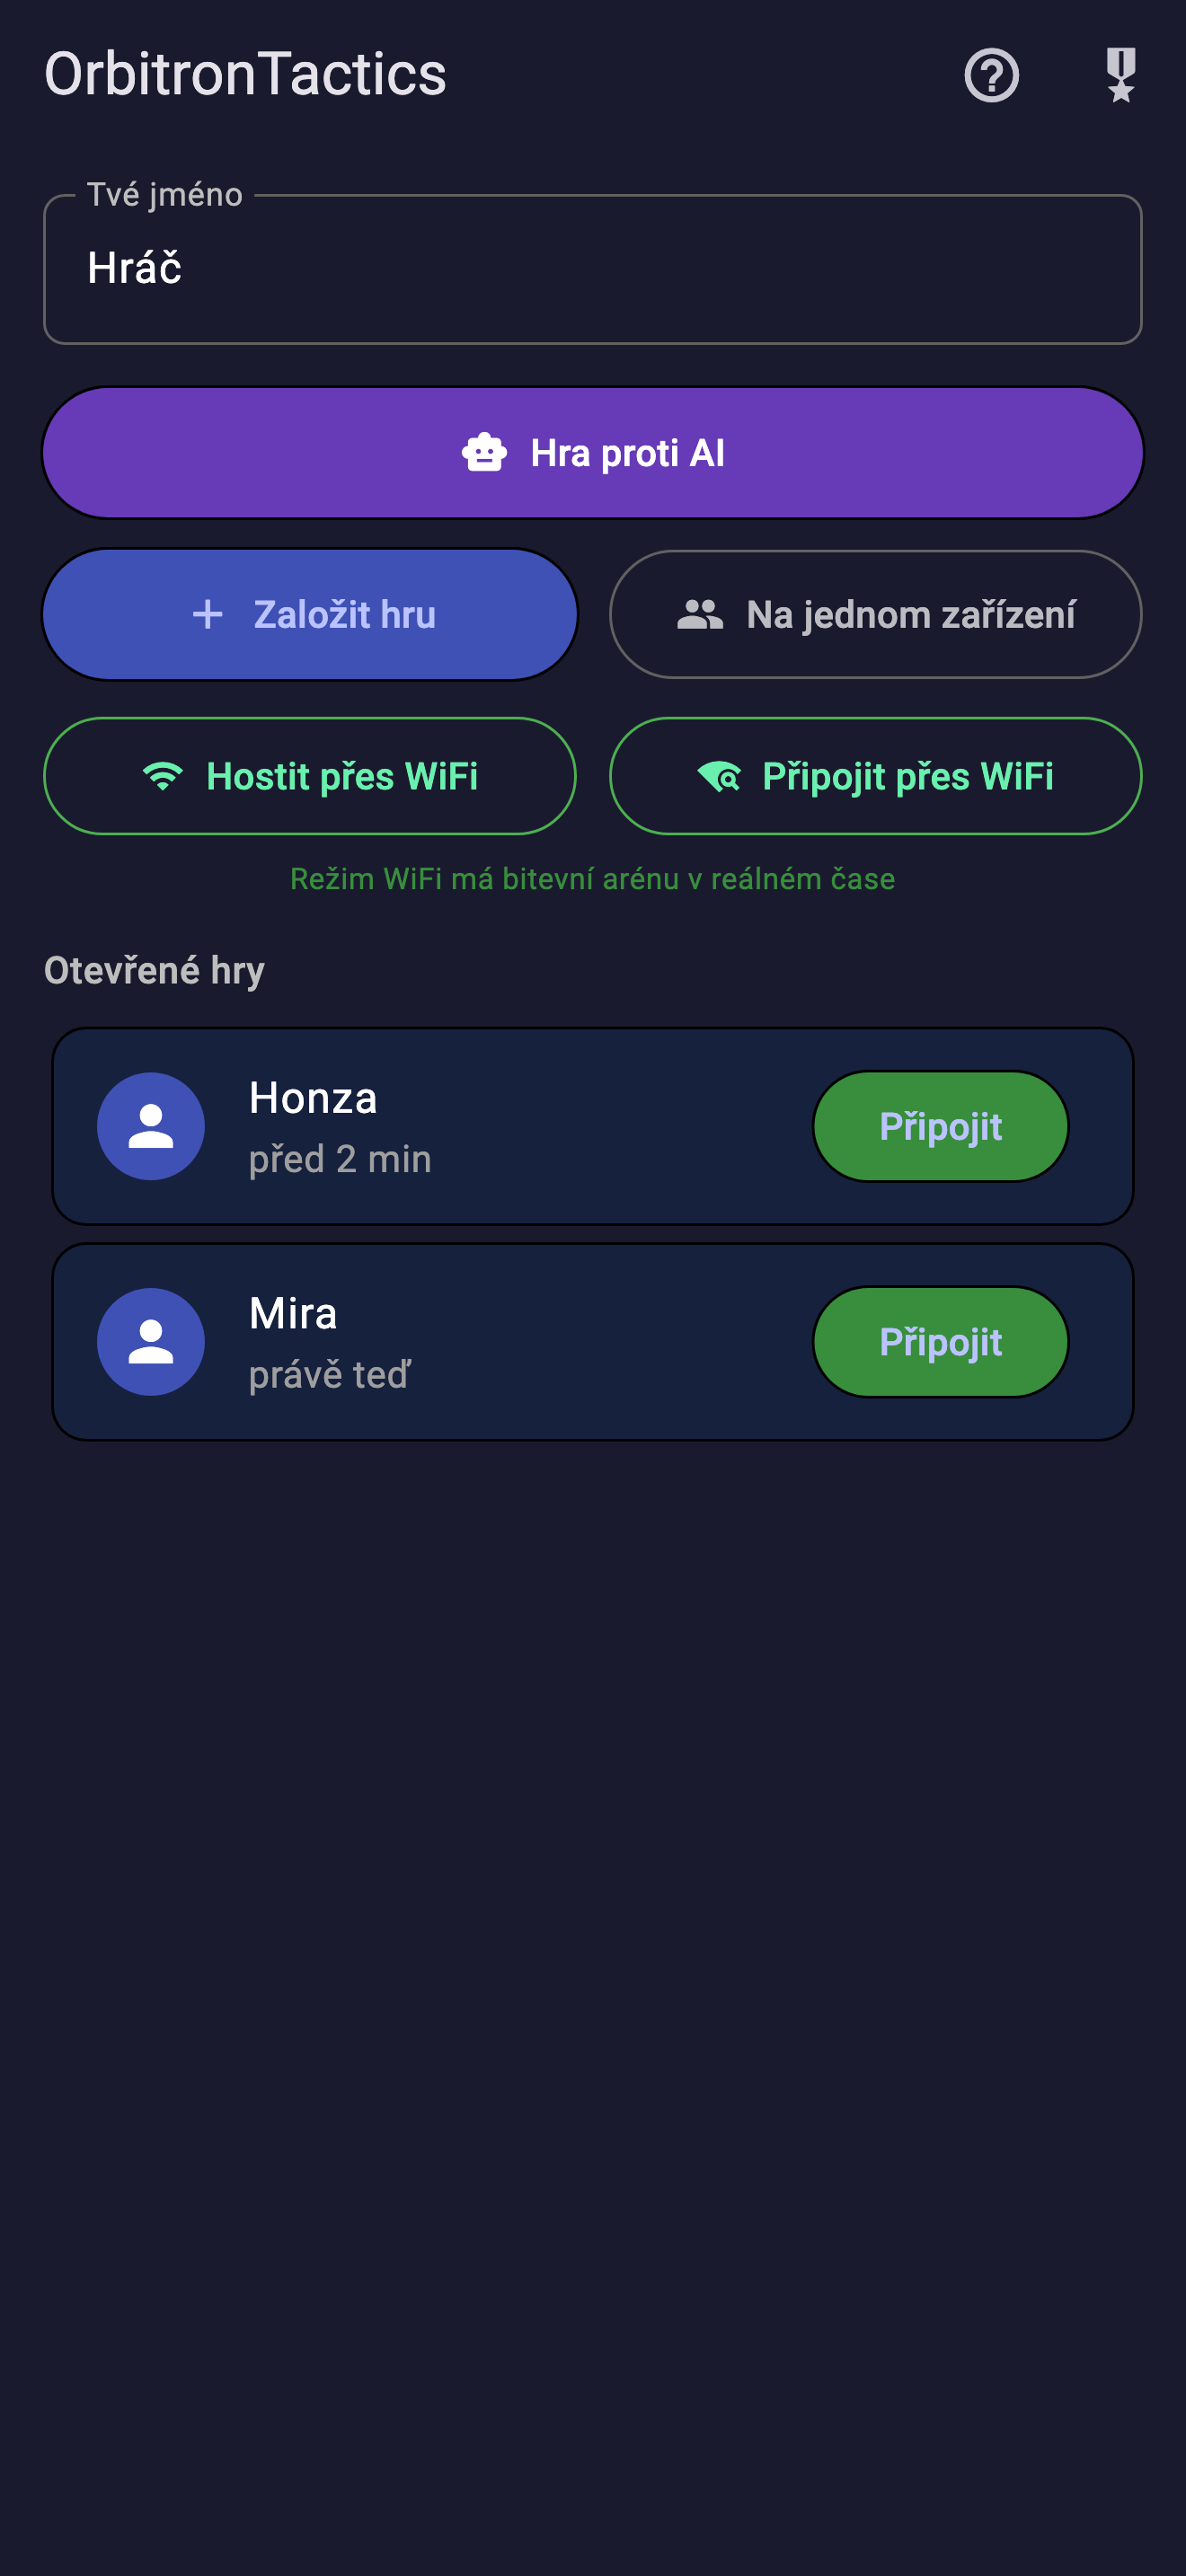 OrbitronTactics
Tvé jméno
Hráč
Hra proti AI
Založit hru
Na jednom zařízení
Hostit přes WiFi
Připojit přes WiFi
Režim WiFi má bitevní arénu v reálném čase
Otevřené hry
Honza
před 2 min
Připojit
Mira
právě teď
Připojit